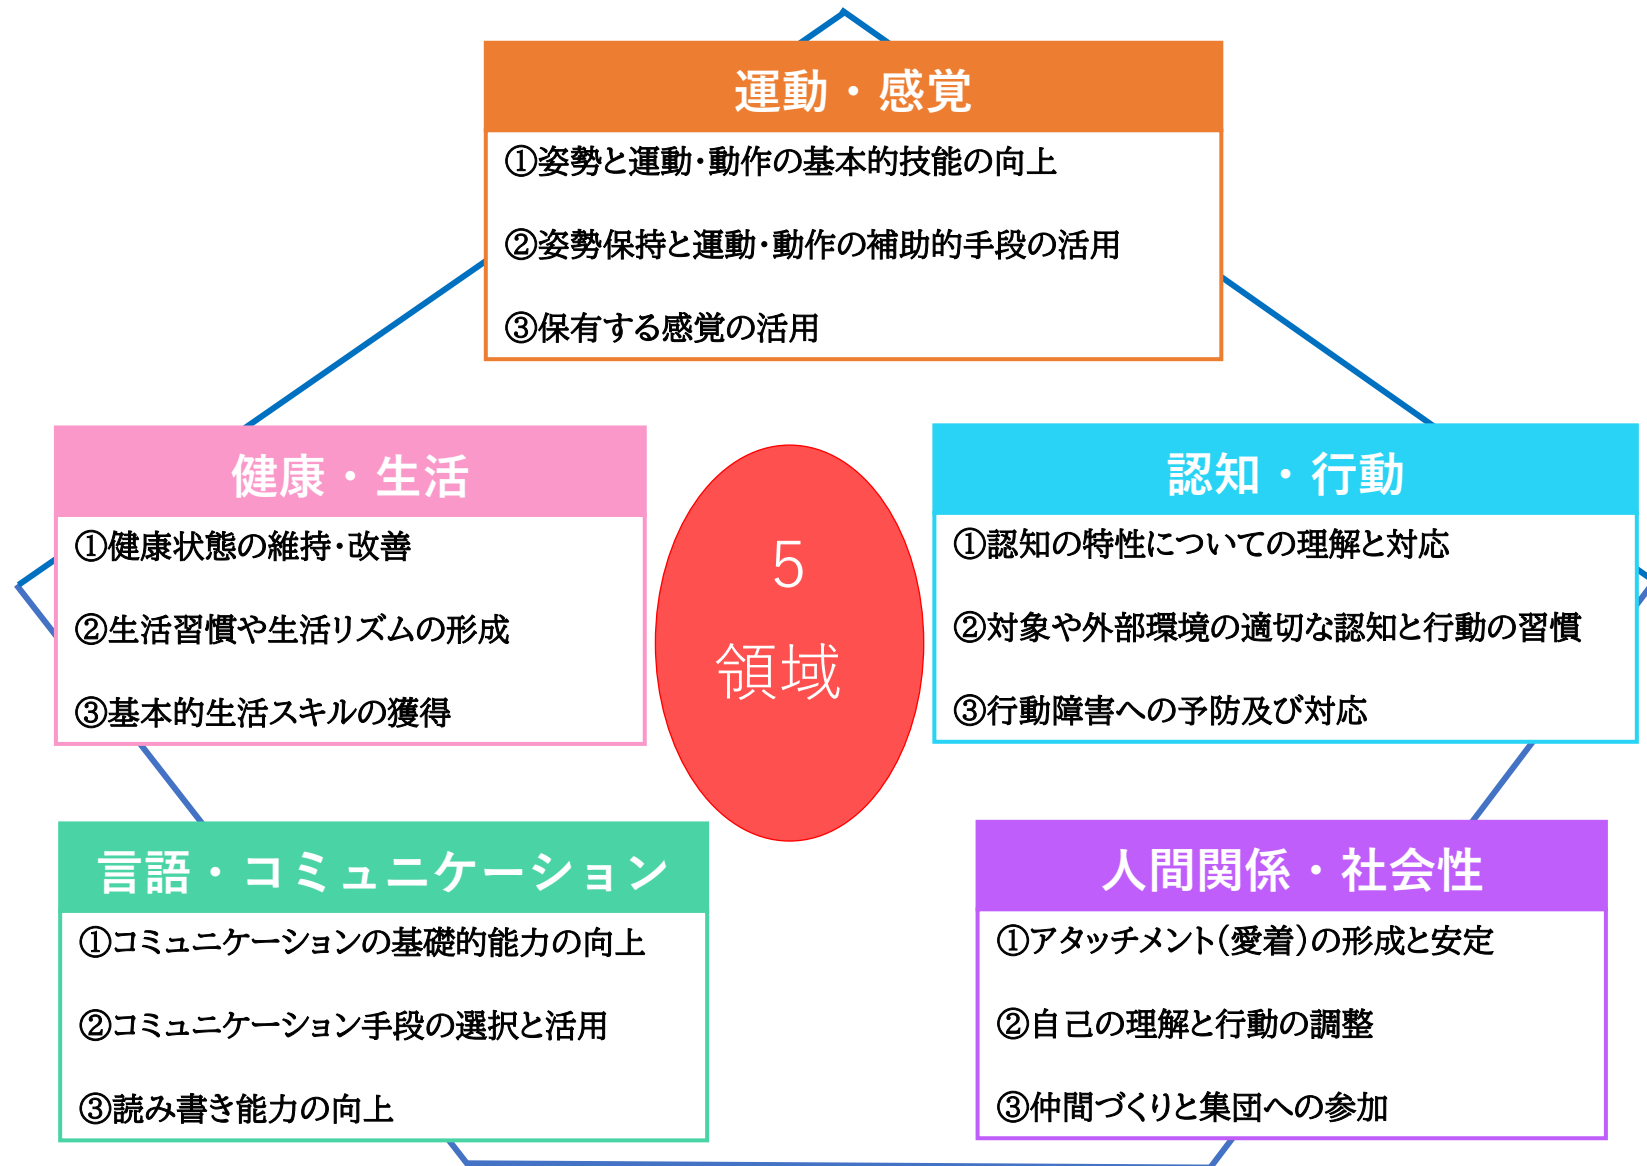 運動・感覚
①姿勢と運動・動作の基本的技能の向上
②姿勢保持と運動・動作の補助的手段の活用
③保有する感覚の活用
健康・生活
①健康状態の維持・改善
②生活習慣や生活リズムの形成
③基本的生活スキルの獲得
5
領域
認知・行動
①認知の特性についての理解と対応
②対象や外部環境の適切な認知と行動の習慣
③行動障害への予防及び対応
言語・コミュニケーション
①コミュニケーションの基礎的能力の向上
②コミュニケーション手段の選択と活用
③読み書き能力の向上
人間関係・社会性
①アタッチメント(愛着)の形成と安定
②自己の理解と行動の調整
③仲間づくりと集団への参加